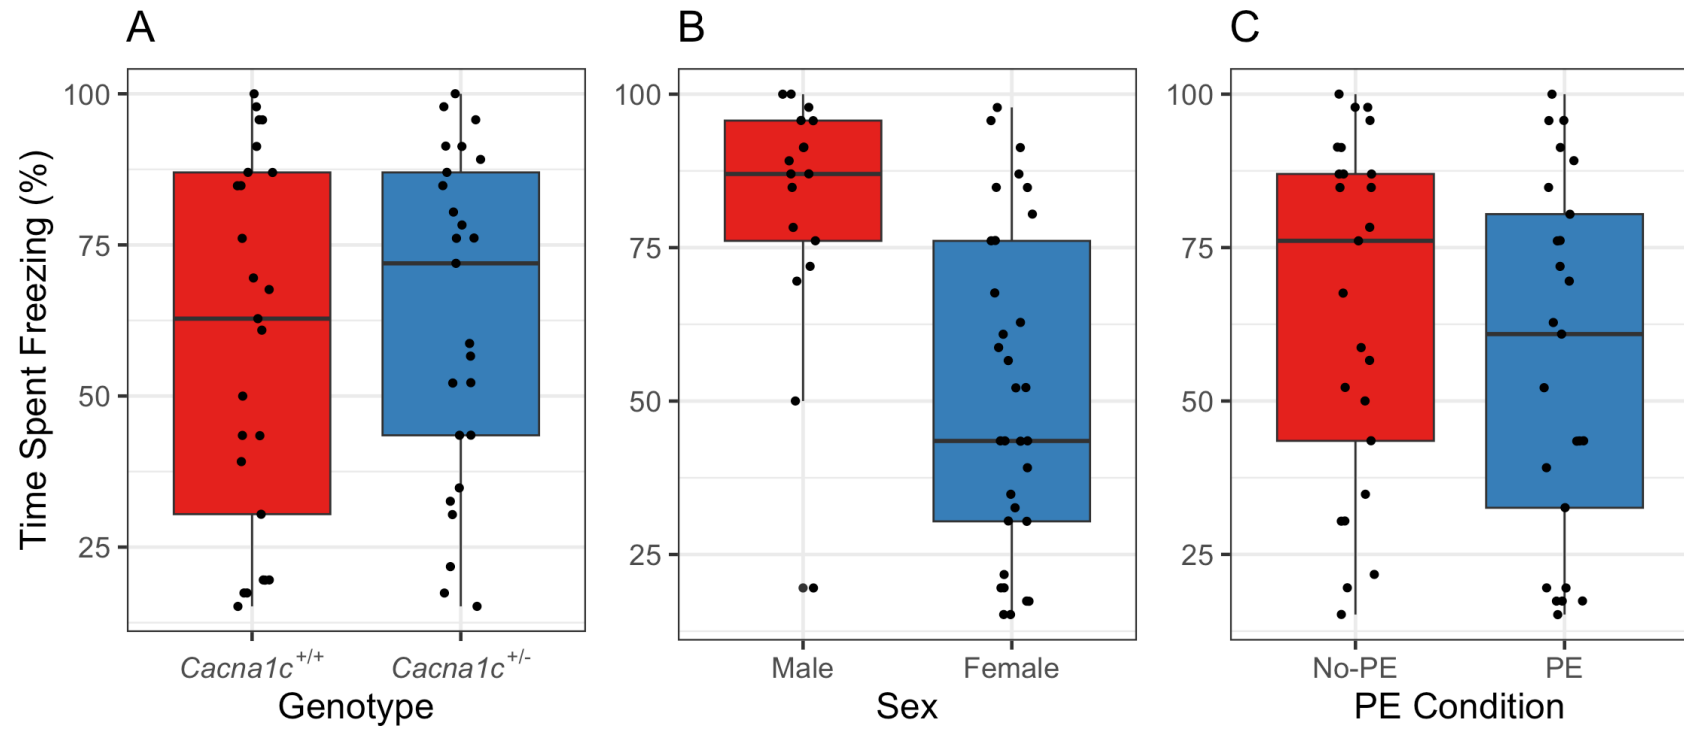 A
B
C
Time Spent Freezing (%)
100
75
50
25
100
75
50
25
100
75
50
25
Cacna1c+/+
Cacna1c+/-
Male
Female
No-PE
PE
Genotype
Sex
PE Condition